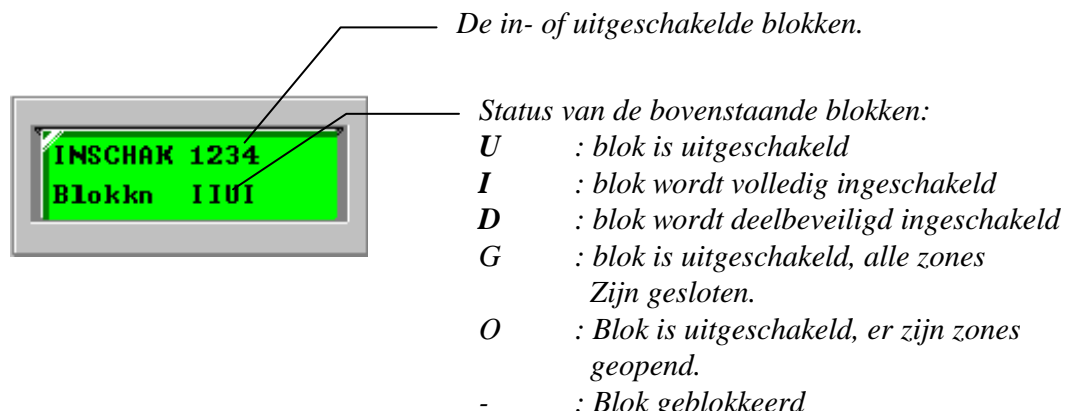 De in- of uitgeschakelde blokken.
INSCHAK 1234
Blokkn IIUI
Status van de bovenstaande blokken:
U : blok is uitgeschakeld
I : blok wordt volledig ingeschakeld
D : blok wordt deelbeveiligd ingeschakeld
G : blok is uitgeschakeld, alle zones
Zijn gesloten.
O : Blok is uitgeschakeld, er zijn zones
geopend.
- : Blok geblokkeerd